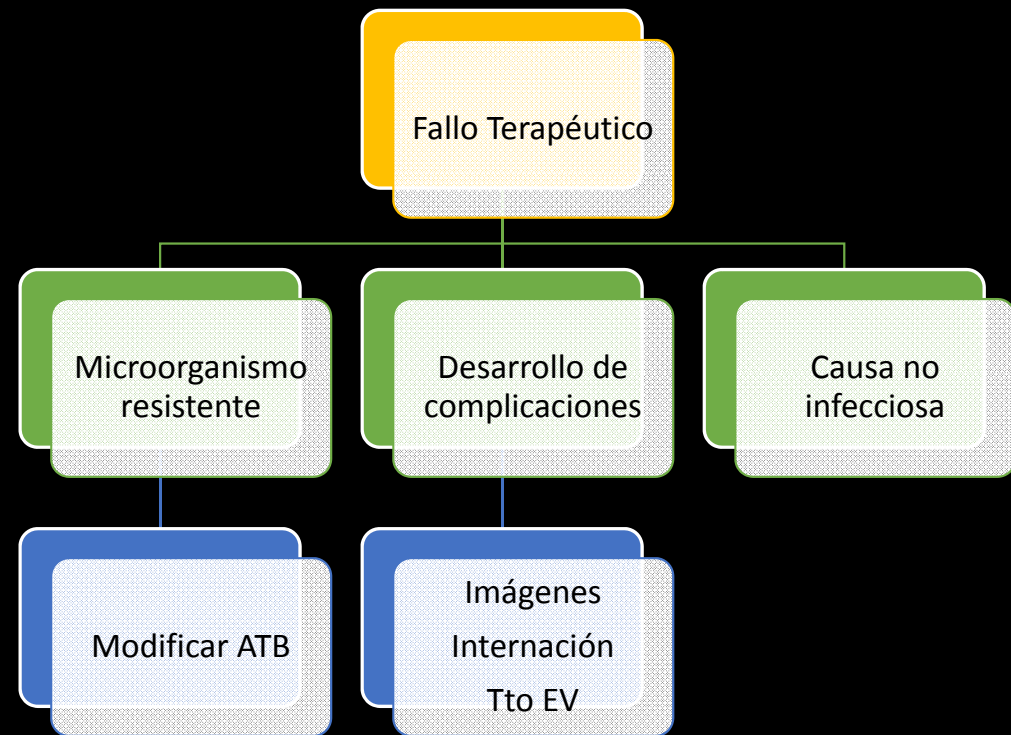 Fallo Terapéutico
Microorganismo
resistente
Desarrollo de
complicaciones
Causa no
infecciosa
Modificar ATB
Imágenes
Internación
Tto EV